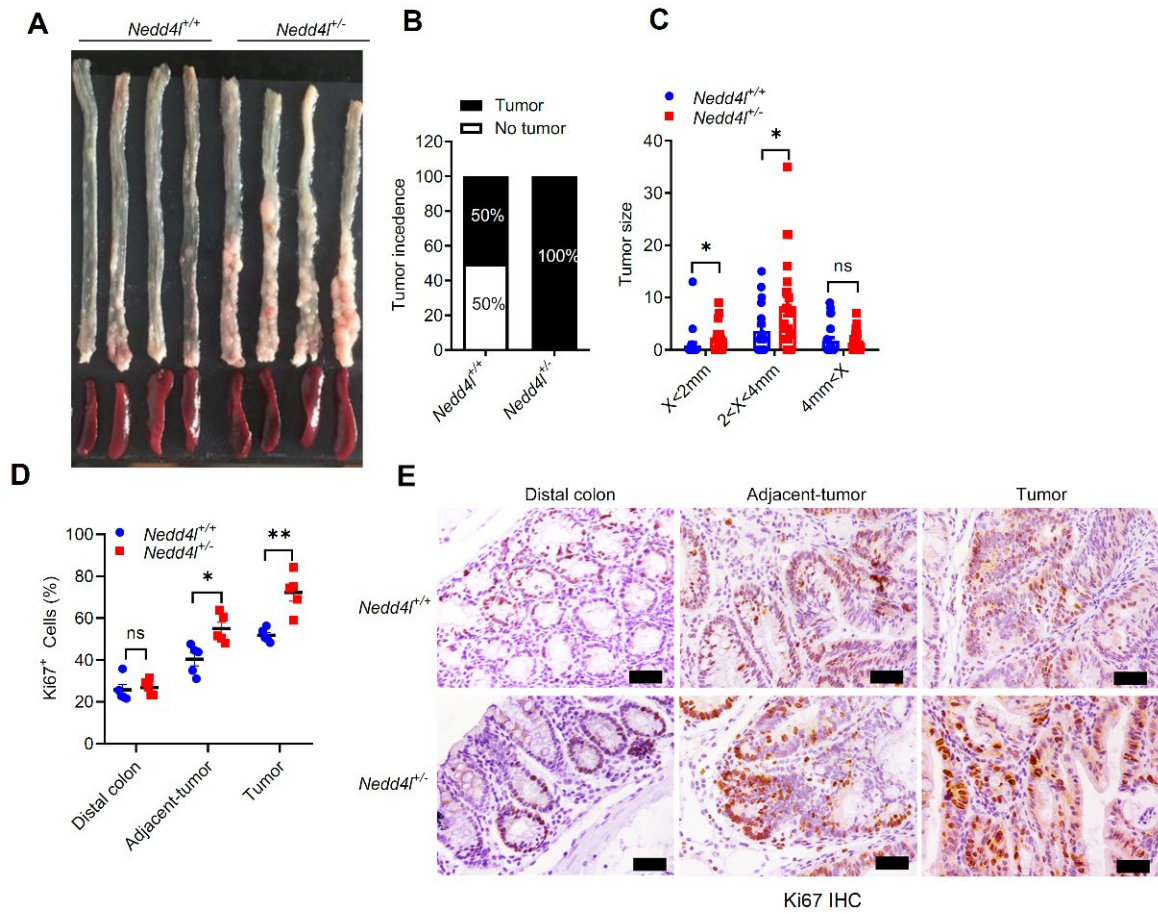 A
Nedd4l+/+
Nedd4l+/-
B
Tumor
No tumor
Tumor incedence
120
100
80
60
40
20
0
50%
50%
100%
Nedd4l+/+
Nedd4l+/-
C
Nedd4l+/+
Nedd4l+/-
Tumor size
40
30
20
10
0
*
*
ns
X<2mm
2<X<4mm
4mm<X
D
Nedd4l+/+
Nedd4l+/-
Ki67+ Cells (%)
100
80
60
40
20
0
ns
*
**
Distal colon
Adjacent-tumor
Tumor
E
Distal colon
Adjacent-tumor
Tumor
Nedd4l+/+
Nedd4l+/-
Ki67 IHC